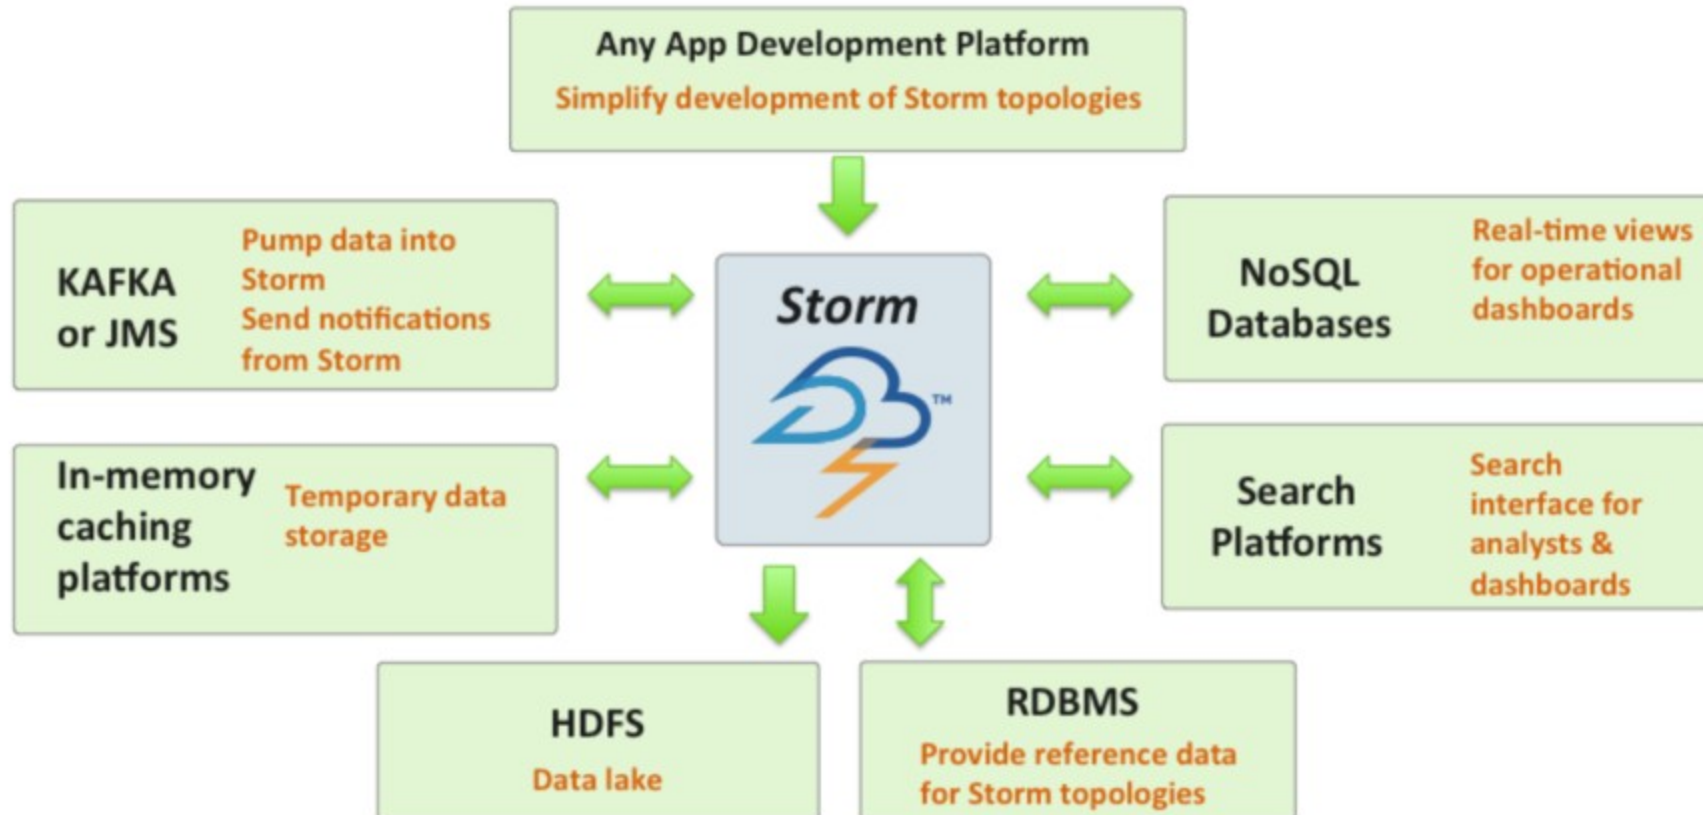 Any App Development Platform
Simplify development of Storm topologies
KAFKA
or JMS
Pump data into
Storm
Send notifications
from Storm
Storm
TM
NoSQL
Databases
Real-time views
for operational
dashboards
In-memory
caching
platforms
Temporary data
storage
Search
Platforms
Search
interface for
analysts &
dashboards
HDFS
Data lake
RDBMS
Provide reference data
for Storm topologies